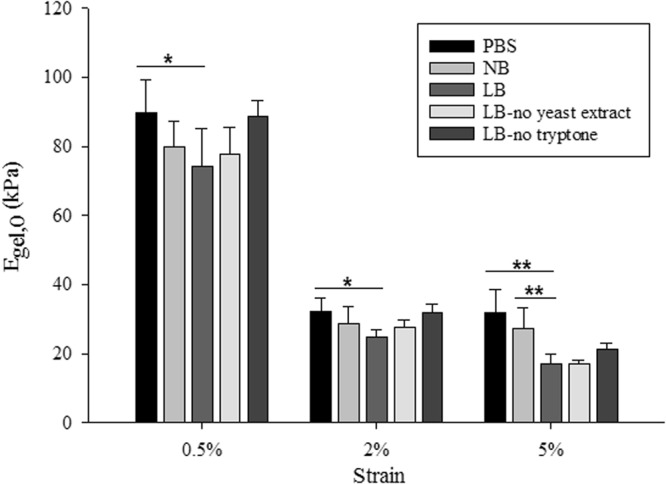 120
100
80
60
40
20
0
E gel,0 (kPa)
*
*
**
**
PBS
NB
LB
LB-no yeast extract
LB-no tryptone
0.5%
2%
5%
Strain